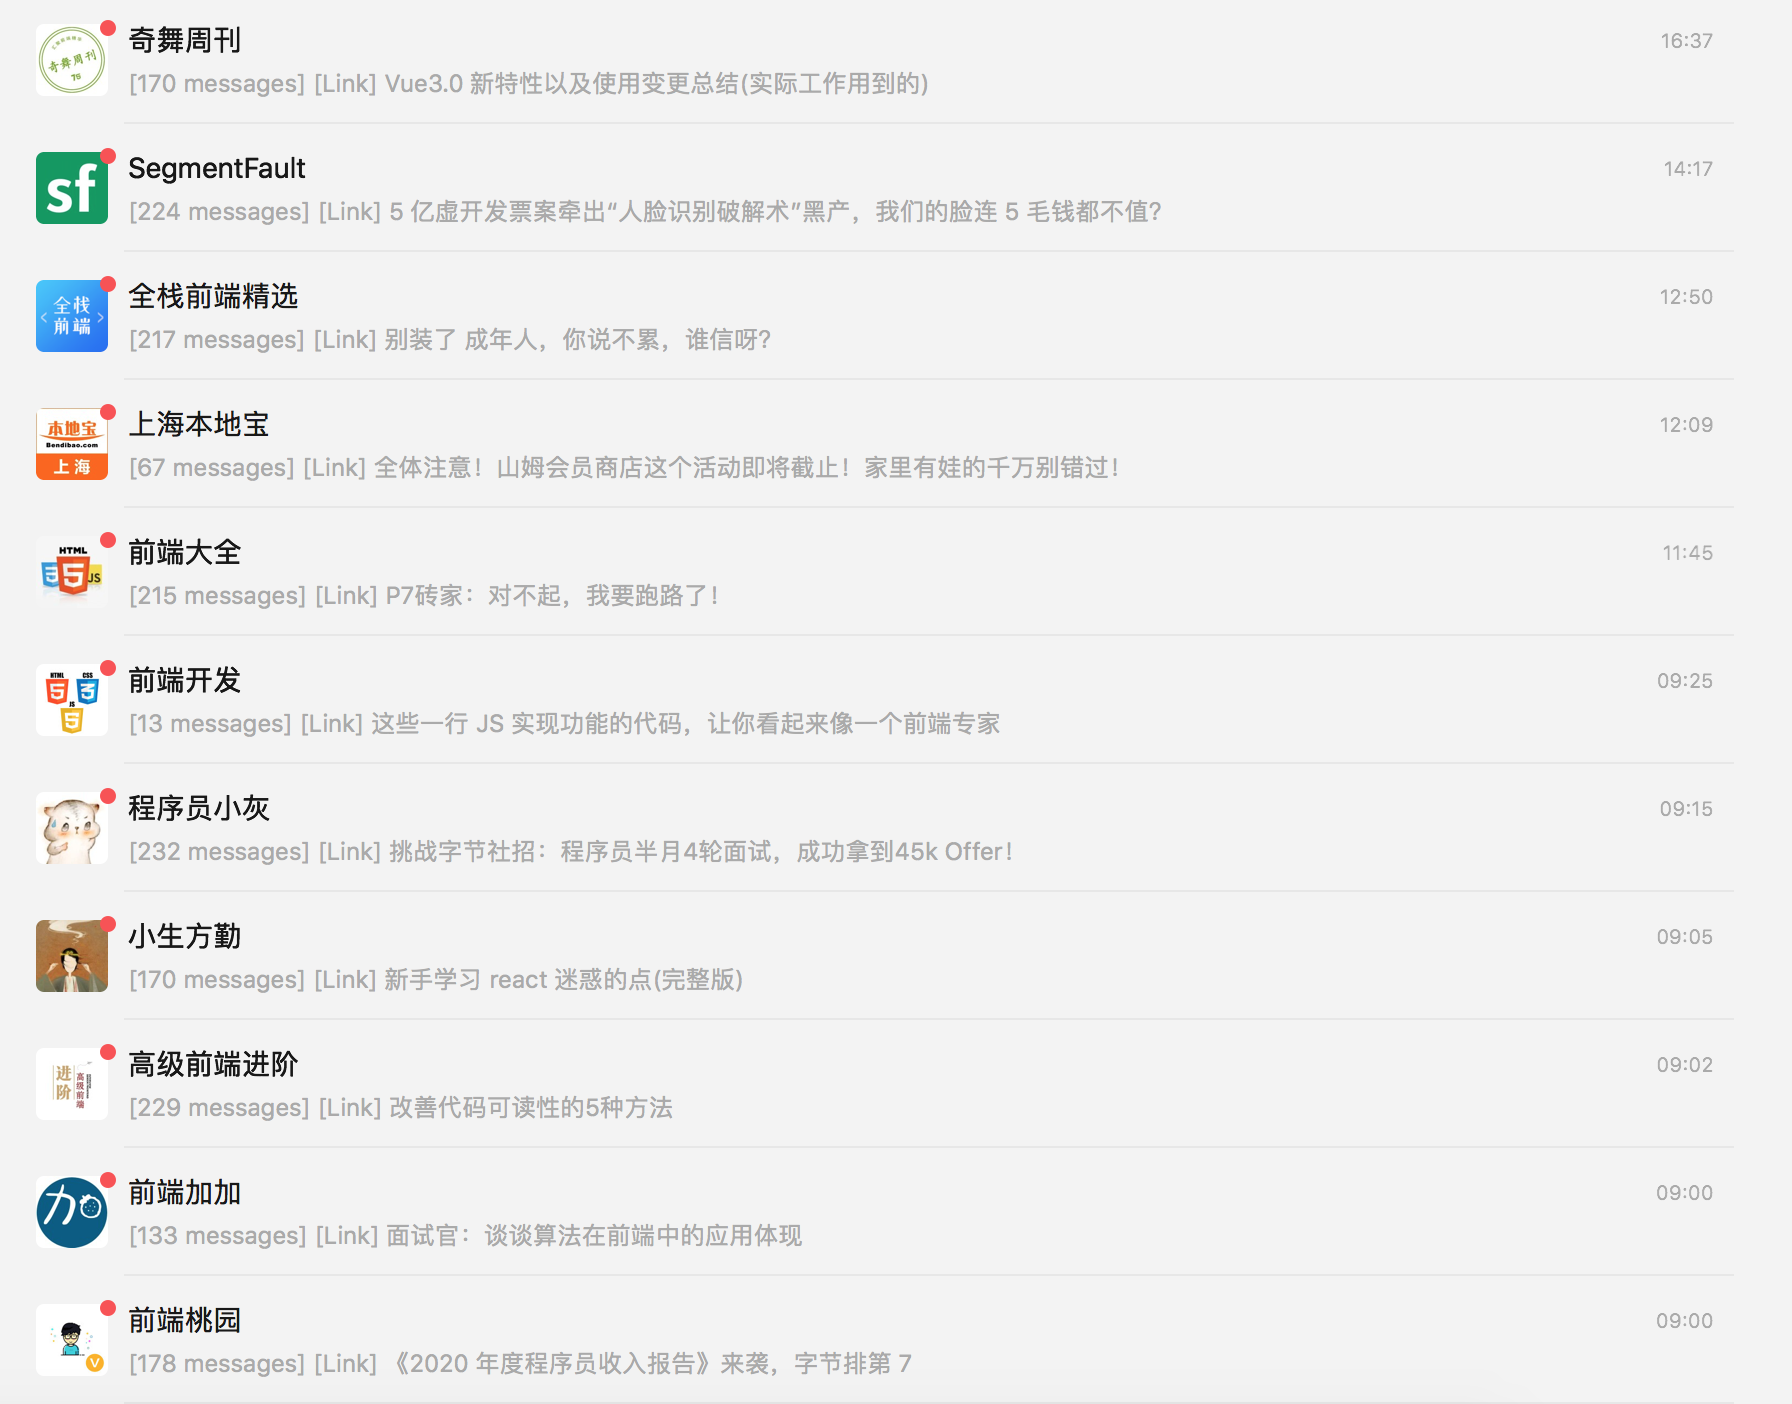 奇舞周刊
75
奇舞周刊
16:37
[170 messages] [Link] Vue3.0 新特性以及使用变更总结(实际工作用到的)
sf
SegmentFault
14:17
[224 messages] [Link] 5 亿虚开发票案牵出“人脸识别破解术”黑产，我们的脸连 5 毛钱都不值？
全栈
<前端>
全栈前端精选
12:50
[217 messages] [Link] 别装了 成年人，你说不累，谁信呀？
本地宝
Bendibao.com
上海
上海本地宝
12:09
[67 messages] [Link] 全体注意！山姆会员商店这个活动即将截止！家里有娃的千万别错过！
HTML
3 5 JS
前端大全
11:45
[215 messages] [Link] P7砖家：对不起，我要跑路了！
HTML CSS
5 3
JS
5
前端开发
09:25
[13 messages] [Link] 这些一行 JS 实现功能的代码，让你看起来像一个前端专家
程序员小灰
09:15
[232 messages] [Link] 挑战字节社招：程序员半月4轮面试，成功拿到45k Offer！
小生方勤
09:05
[170 messages] [Link] 新手学习 react 迷惑的点(完整版)
进阶
高级前端
高级前端进阶
09:02
[229 messages] [Link] 改善代码可读性的5种方法
加
前端加加
09:00
[133 messages] [Link] 面试官：谈谈算法在前端中的应用体现
V
前端桃园
09:00
[178 messages] [Link] 《2020 年度程序员收入报告》来袭，字节排第 7